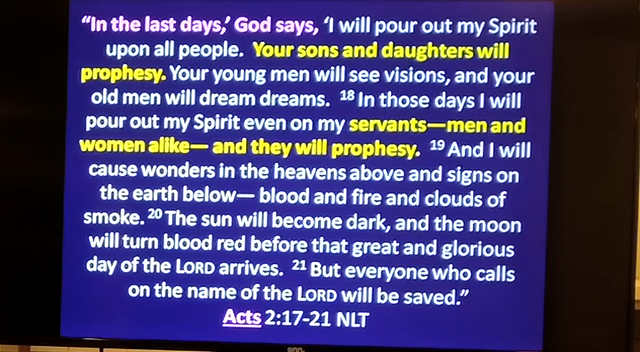 “In the last days,’ God says, ‘I will pour out my Spirit
upon all people. Your sons and daughters will
prophesy. Your young men will see visions, and your
old men will dream dreams. 18 In those days I will
pour out my Spirit even on my servants—men and
women alike— and they will prophesy. 19 And I will
cause wonders in the heavens above and signs on
the earth below— blood and fire and clouds of
smoke. 20 The sun will become dark, and the moon
will turn blood red before that great and glorious
day of the LORD arrives. 21 But everyone who calls
on the name of the LORD will be saved.”
Acts 2:17-21 NLT